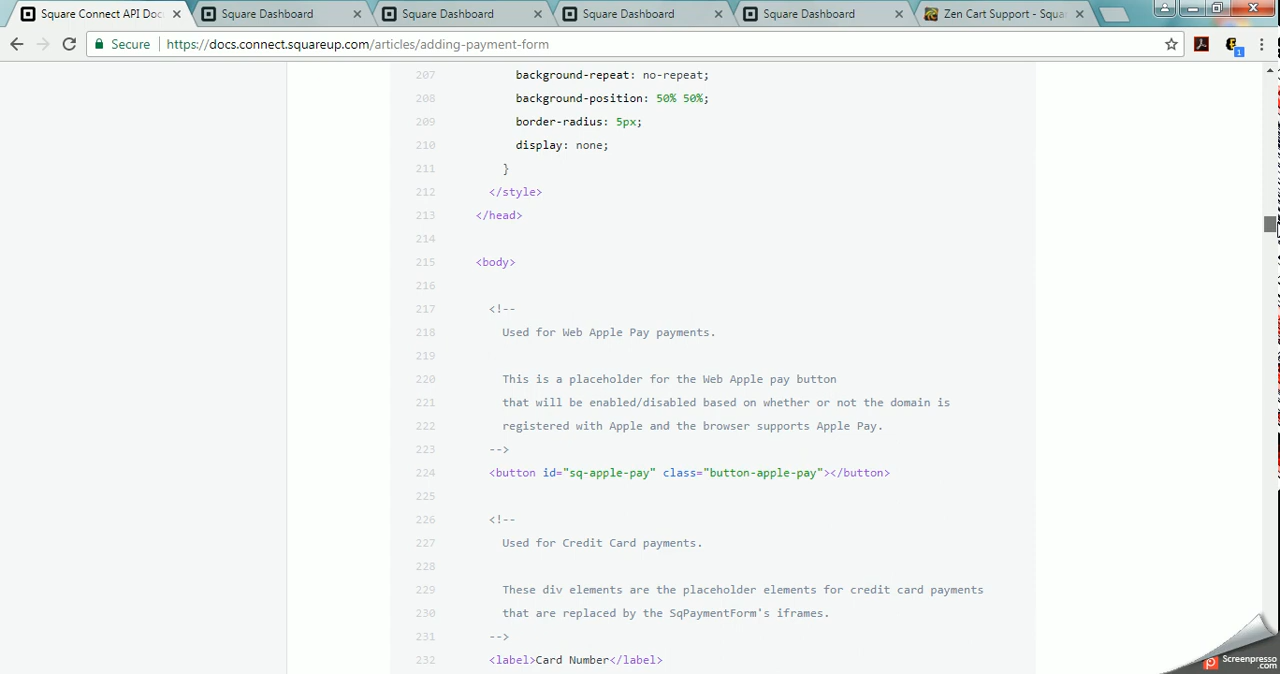 Square Connect API Doc
Square Dashboard
Square Dashboard
Square Dashboard
Square Dashboard
Zen Cart Support - Squa
Secure
https://docs.connect.squareup.com/articles/adding-payment-form
1
207 background-repeat: no-repeat;
208 background-position: 50% 50%;
209 border-radius: 5px;
210 display: none;
211 }
212 </style>
213 </head>
214
215 <body>
216
217 <!--
218 Used for Web Apple Pay payments.
219
220 This is a placeholder for the Web Apple pay button
221 that will be enabled/disabled based on whether or not the domain is
222 registered with Apple and the browser supports Apple Pay.
223 -->
224 <button id="sq-apple-pay" class="button-apple-pay"></button>
225
226 <!--
227 Used for Credit Card payments.
228
229 These div elements are the placeholder elements for credit card payments
230 that are replaced by the SqPaymentForm's iframes.
231 -->
232 <label>Card Number</label>
Screenpresso
.com